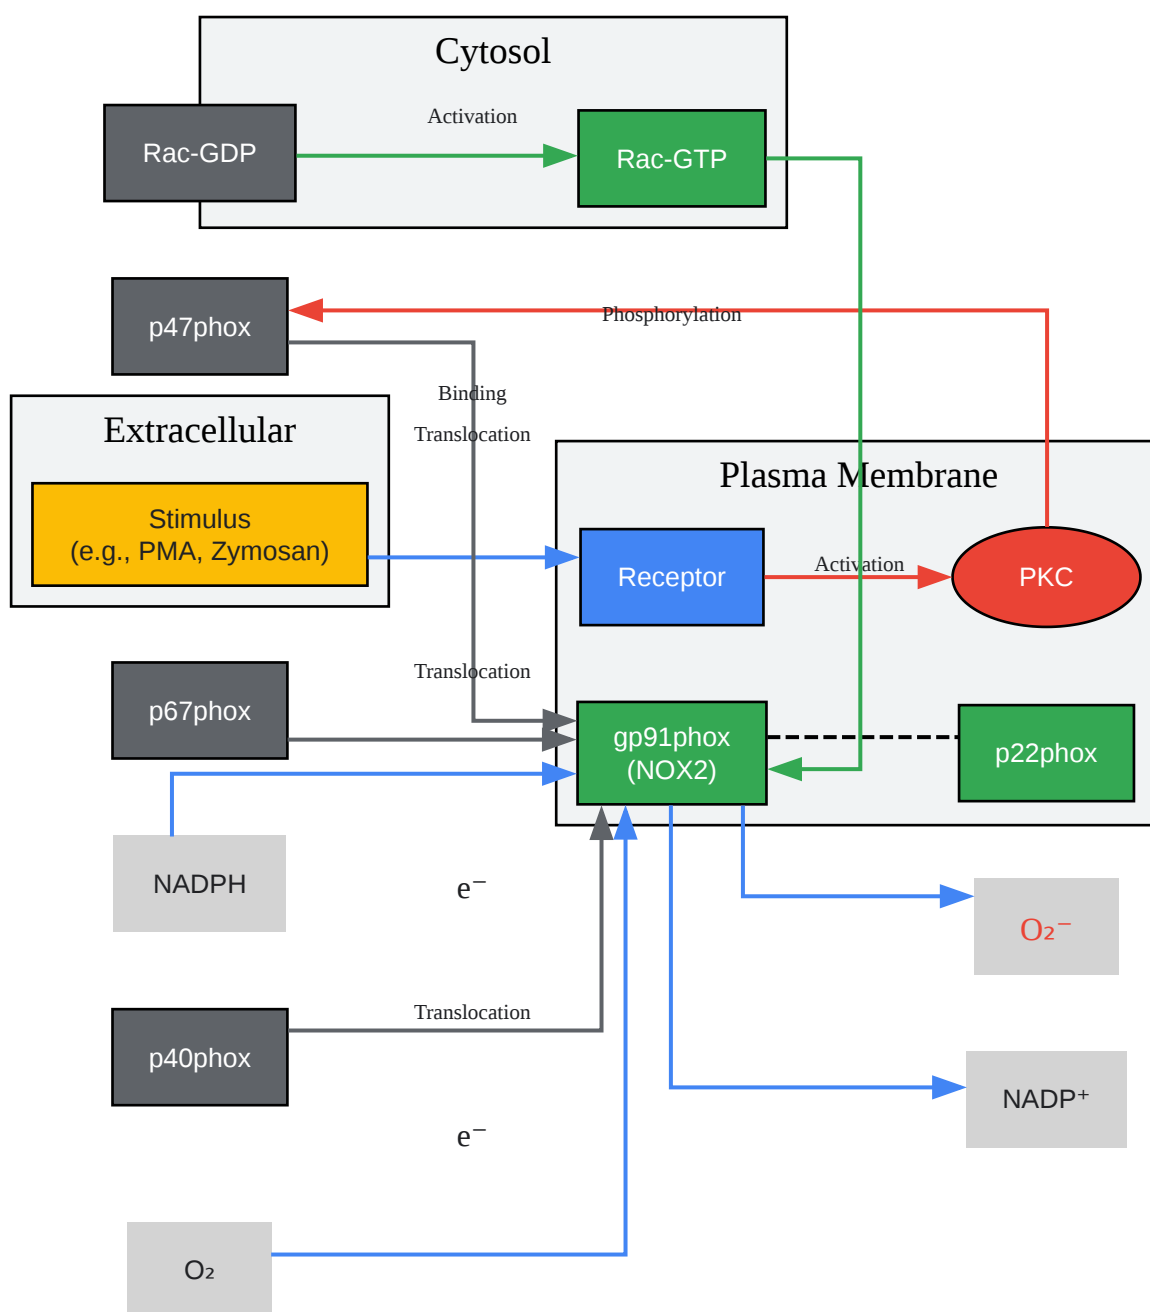 Cytosol
Activation
Rac-GDP
Rac-GTP
Phosphorylation
p47phox
Binding
Extracellular
Translocation
Plasma Membrane
Stimulus
(e.g., PMA, Zymosan)
Activation
Receptor
PKC
Translocation
p67phox
gp91phox
(NOX2)
p22phox
NADPH
e⁻
O₂⁻
Translocation
p40phox
NADP⁺
e⁻
O₂